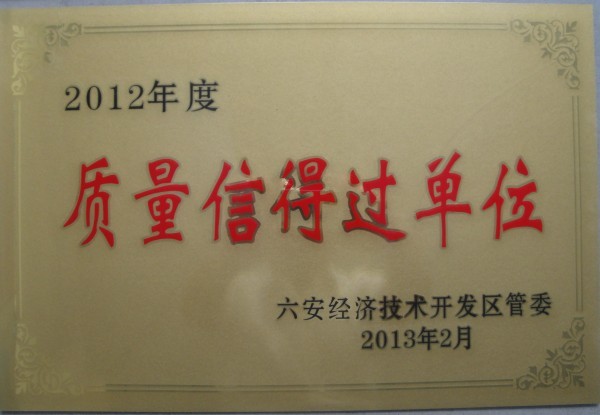 2012年度
质量信得过单位
六安经济技术开发区管委
2013年2月